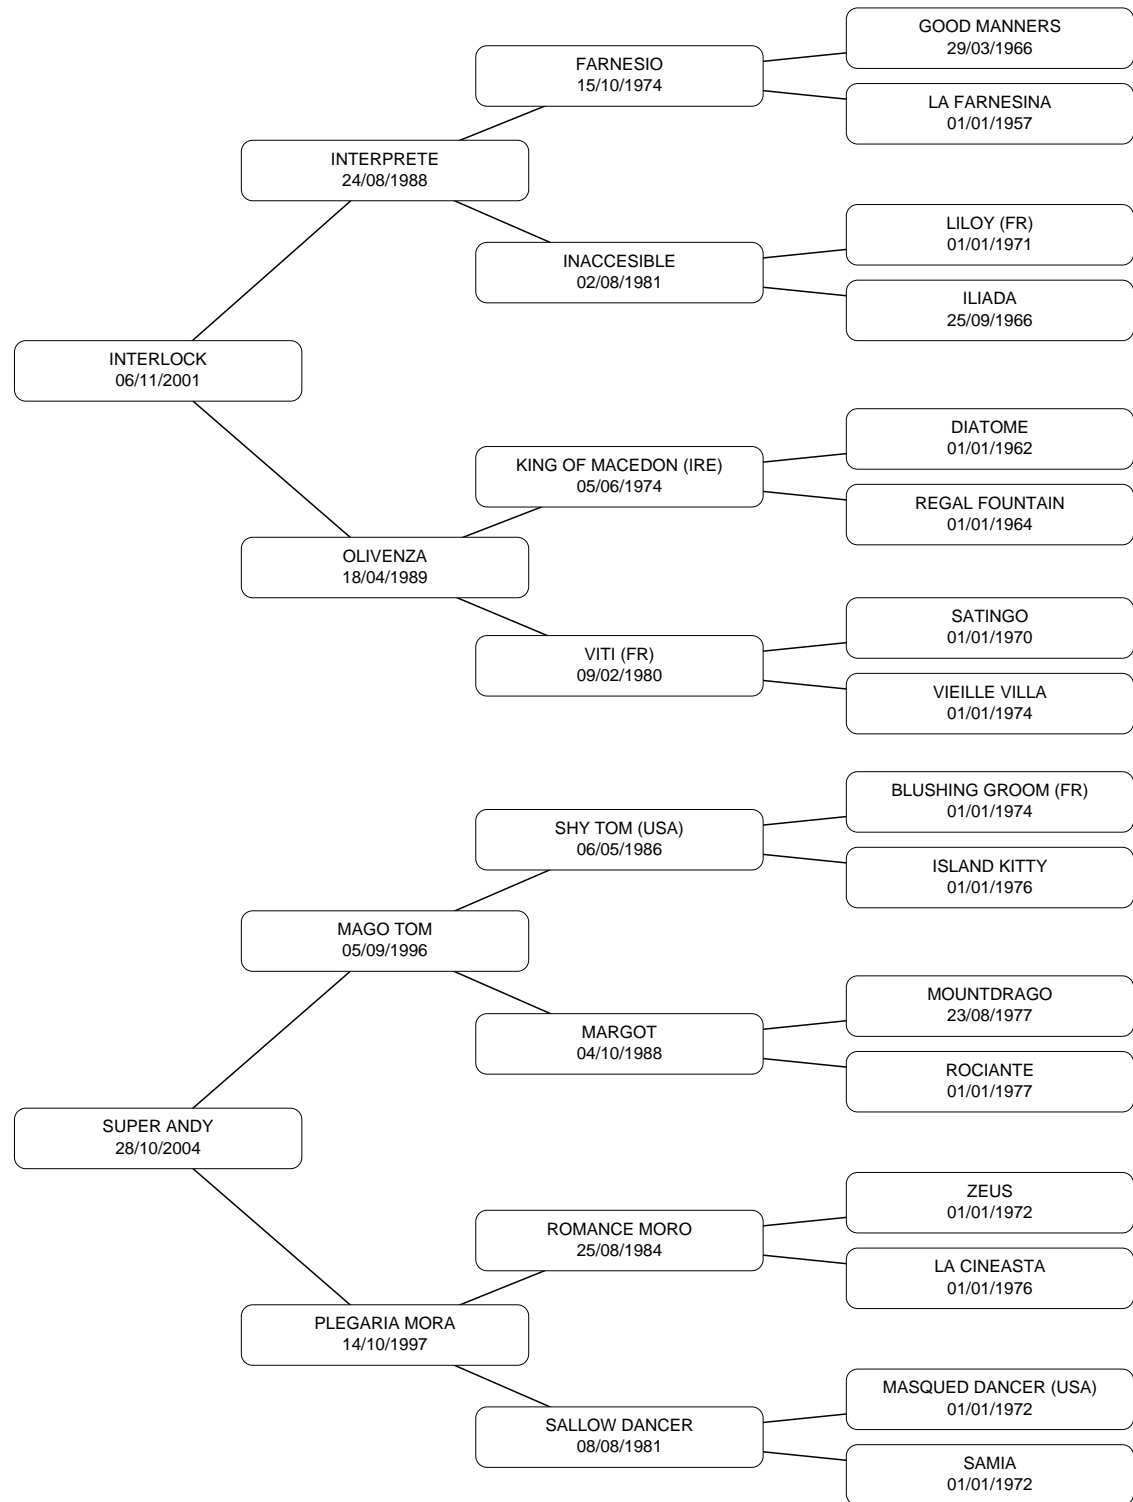 GOOD MANNERS
29/03/1966
FARNESIO
15/10/1974
LA FARNESINA
01/01/1957
INTERPRETE
24/08/1988
LILOY (FR)
01/01/1971
INACCESIBLE
02/08/1981
ILIADA
25/09/1966
INTERLOCK
06/11/2001
DIATOME
01/01/1962
KING OF MACEDON (IRE)
05/06/1974
REGAL FOUNTAIN
01/01/1964
OLIVENZA
18/04/1989
SATINGO
01/01/1970
VITI (FR)
09/02/1980
VIEILLE VILLA
01/01/1974
BLUSHING GROOM (FR)
01/01/1974
SHY TOM (USA)
06/05/1986
ISLAND KITTY
01/01/1976
MAGO TOM
05/09/1996
MOUNTDRAGO
23/08/1977
MARGOT
04/10/1988
ROCIANTE
01/01/1977
SUPER ANDY
28/10/2004
ZEUS
01/01/1972
ROMANCE MORO
25/08/1984
LA CINEASTA
01/01/1976
PLEGARIA MORA
14/10/1997
MASQUED DANCER (USA)
01/01/1972
SALLOW DANCER
08/08/1981
SAMIA
01/01/1972